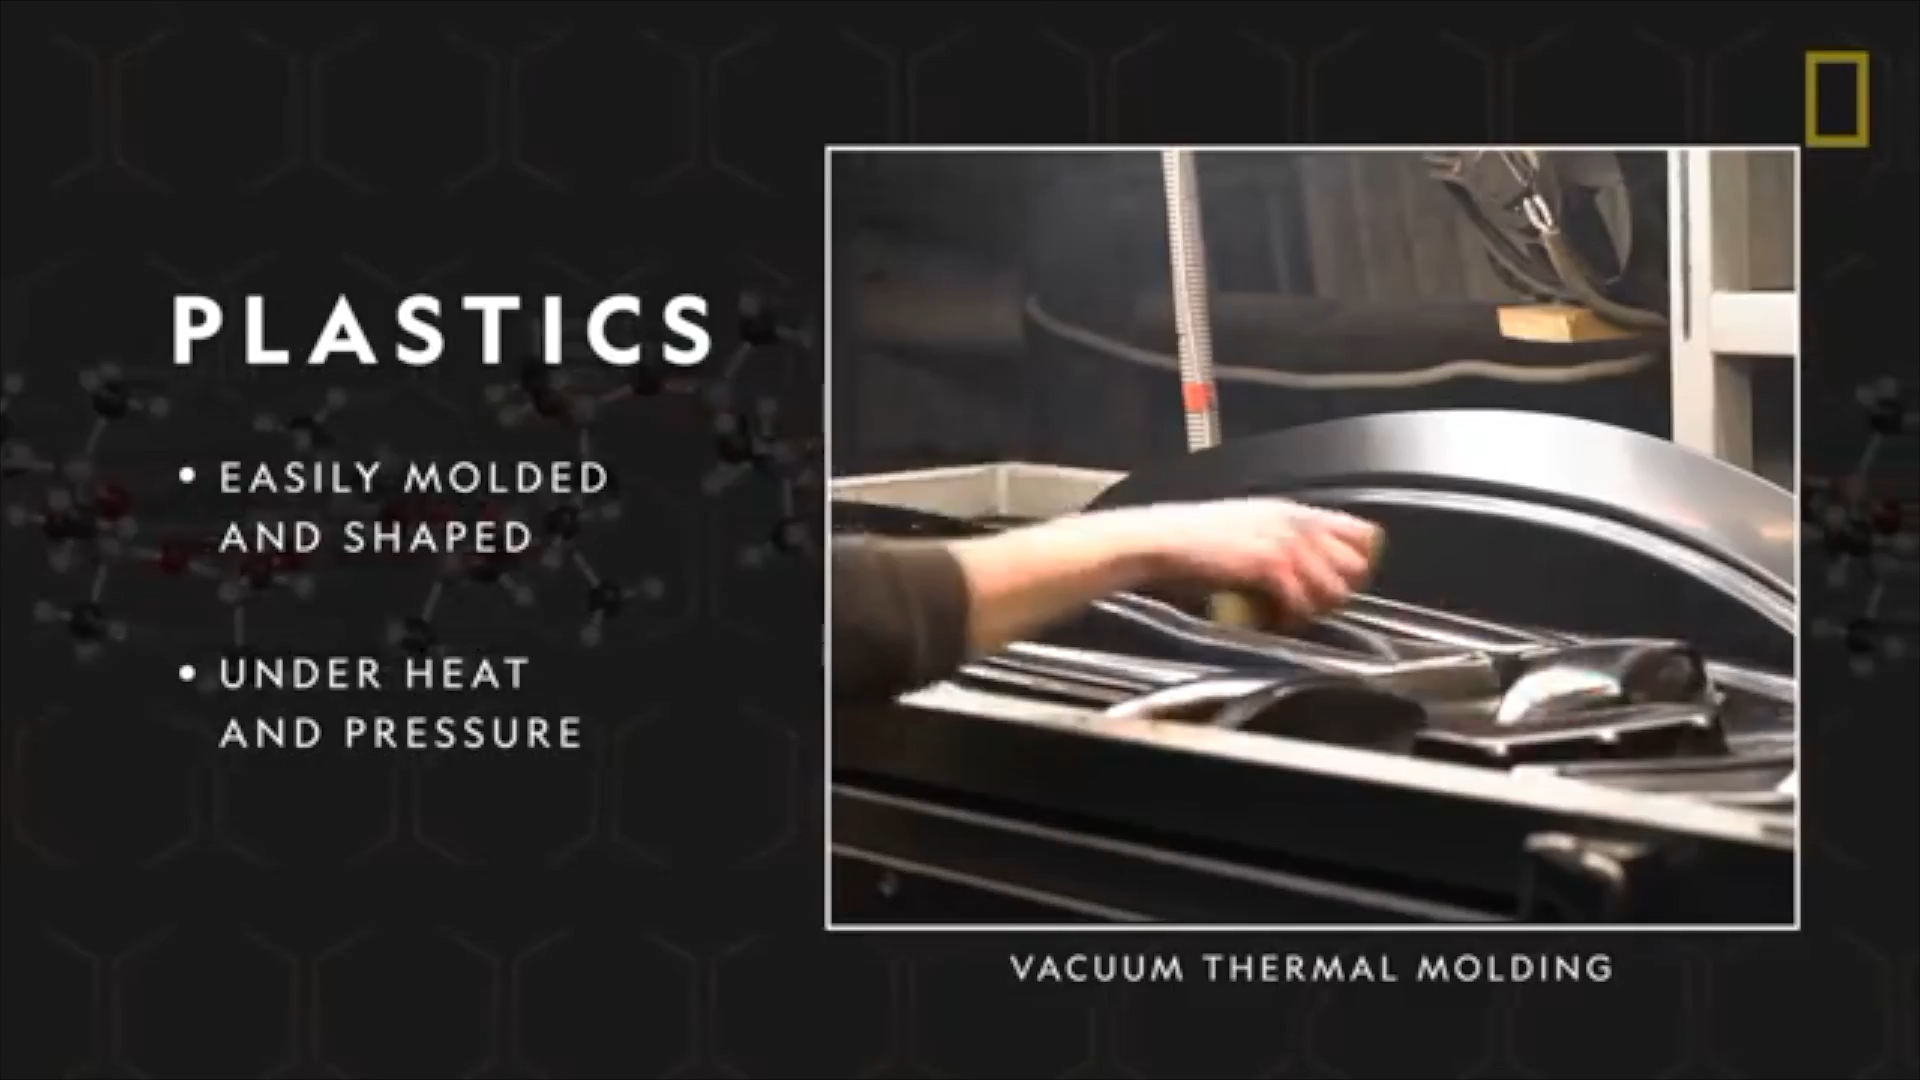 PLASTICS
• EASILY MOLDED
AND SHAPED
• UNDER HEAT
AND PRESSURE
VACUUM THERMAL MOLDING